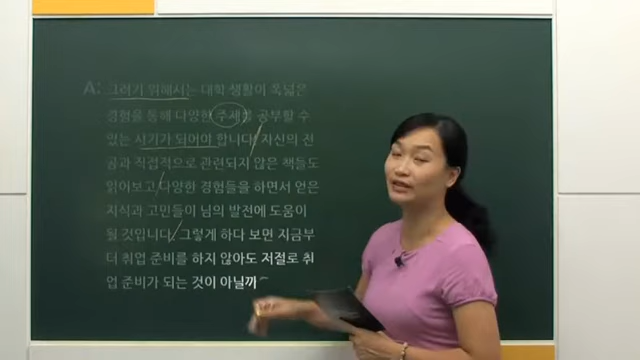 A: 그러기 위해서는 대학 생활이 폭넓은
경험을 통해 다양한 주제를 공부할 수
있는 시기가 되어야 합니다. 자신의 전
공과 직접적으로 관련되지 않은 책들도
읽어보고 다양한 경험들을 하면서 얻은
지식과 고민들이 님의 발전에 도움이
될 것입니다. 그렇게 하다 보면 지금부
터 취업 준비를 하지 않아도 저절로 취
업 준비가 되는 것이 아닐까